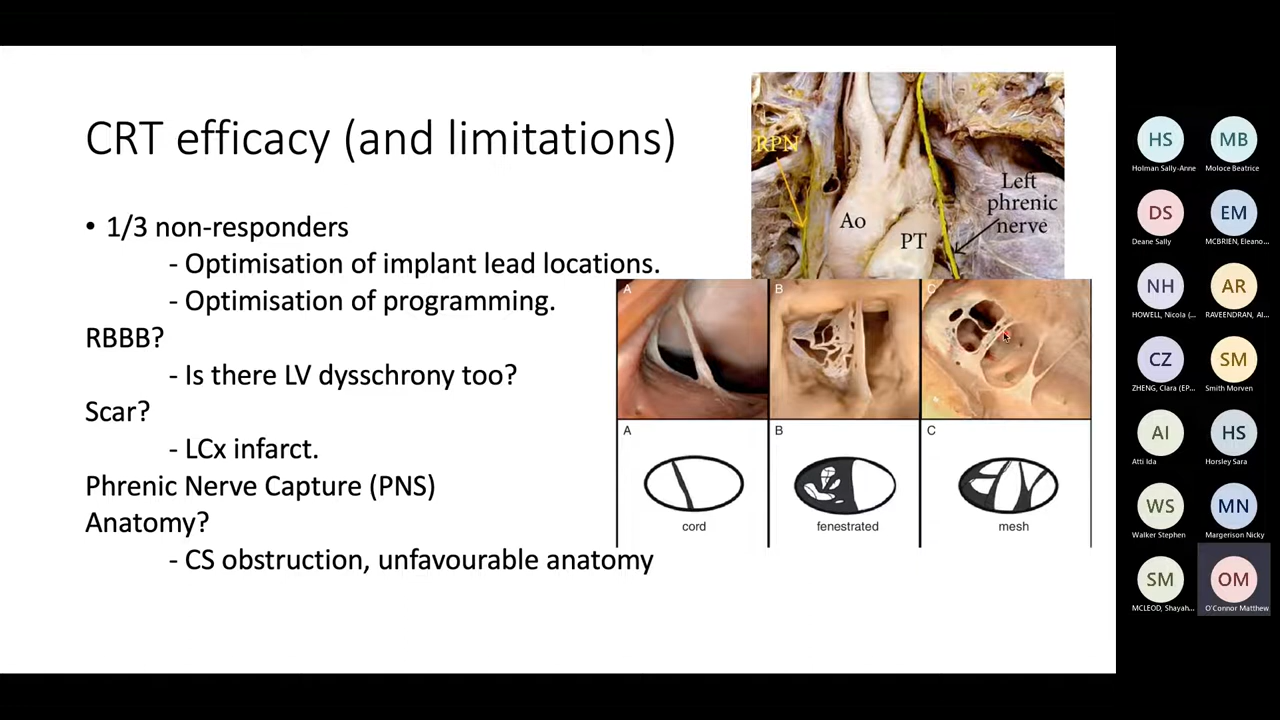 CRT efficacy (and limitations)
• 1/3 non-responders
- Optimisation of implant lead locations.
- Optimisation of programming.
RBBB?
- Is there LV dysschrony too?
Scar?
- LCx infarct.
Phrenic Nerve Capture (PNS)
Anatomy?
- CS obstruction, unfavourable anatomy
RPN
Ao
PT
Left
phrenic
nerve
A
B
C
A
B
C
cord
fenestrated
mesh
HS
Holman Sally-Anne
MB
Moloce Beatrice
DS
Deane Sally
EM
MCBRIEN, Eleano...
NH
HOWELL, Nicola (...
AR
RAVEENDRAN, Al...
CZ
ZHENG, Clara (EP...
SM
Smith Morven
AI
Atti Ida
HS
Horsley Sara
WS
Walker Stephen
MN
Margerison Nicky
SM
MCLEOD, Shayah...
OM
O'Connor Matthew